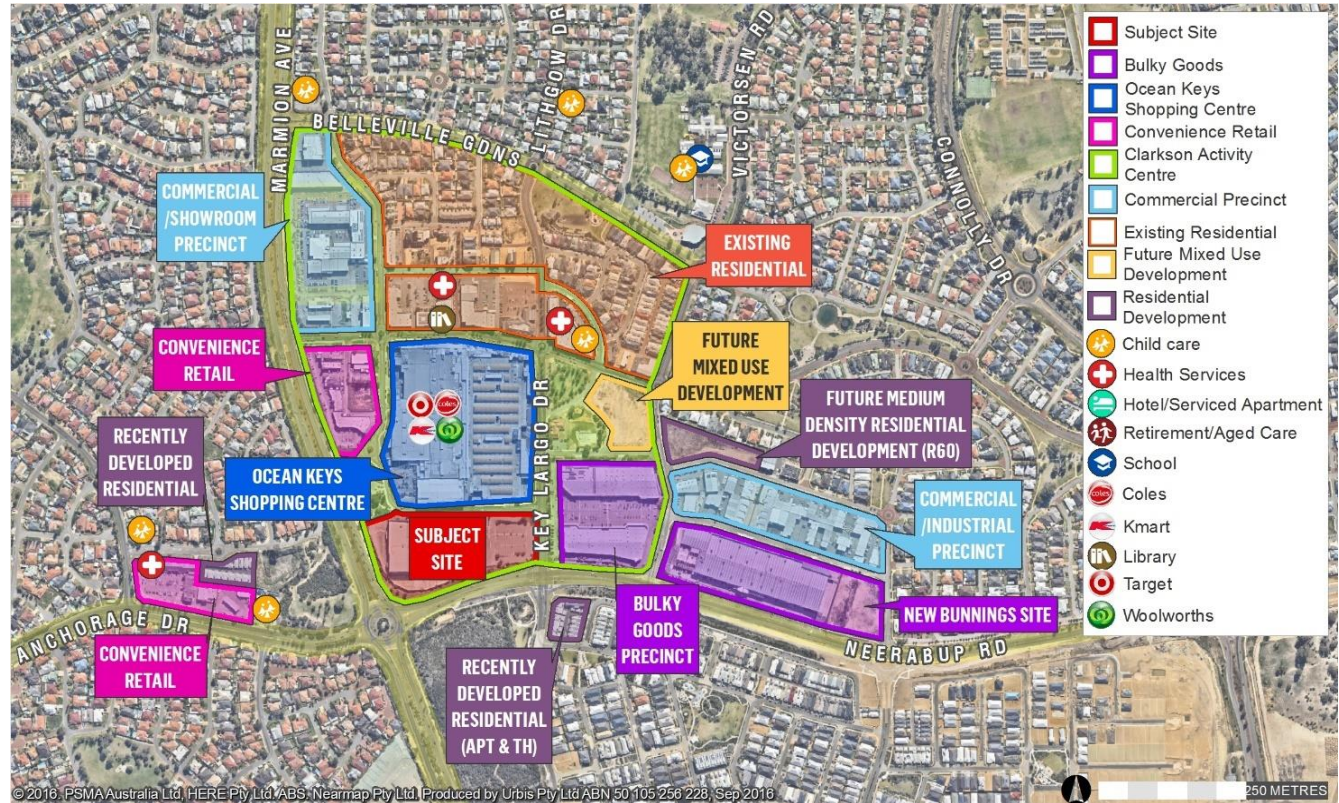 MARMION AVE
BELLEVILLE GDNS
LITHGOW DR
VICTORSEN RD
CONNOLLY DR
COMMERCIAL
/SHOWROOM
PRECINCT
EXISTING
RESIDENTIAL
CONVENIENCE
RETAIL
FUTURE
MIXED USE
DEVELOPMENT
coles
K
KEY LARGO DR
FUTURE MEDIUM
DENSITY RESIDENTIAL
DEVELOPMENT (R60)
RECENTLY
DEVELOPED
RESIDENTIAL
OCEAN KEYS
SHOPPING CENTRE
COMMERCIAL
/INDUSTRIAL
PRECINCT
SUBJECT
SITE
BULKY
GOODS
PRECINCT
NEW BUNNINGS SITE
ANCHORAGE DR
CONVENIENCE
RETAIL
NEERABUP RD
RECENTLY
DEVELOPED
RESIDENTIAL
(APT & TH)
Subject Site
Bulky Goods
Ocean Keys
Shopping Centre
Convenience Retail
Clarkson Activity
Centre
Commercial Precinct
Existing Residential
Future Mixed Use
Development
Residential
Development
Child care
Health Services
Hotel/Serviced Apartment
Retirement/Aged Care
School
coles
Coles
K
Kmart
Library
Target
Woolworths
© 2016. PSMA Australia Ltd, HERE Pty Ltd. ABS. Nearmap Pty Ltd. Produced by Urbis Pty Ltd ABN 50 105 256 228, Sep 2016
250 METRES